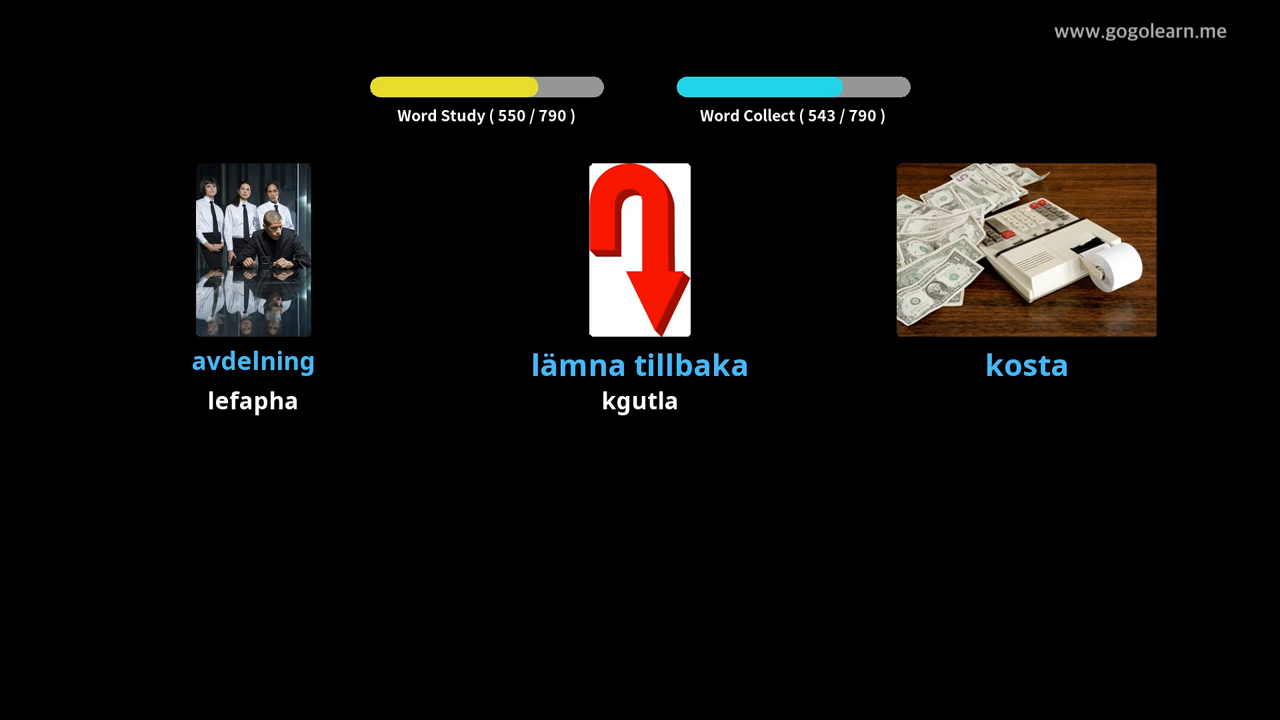 www.gogolearn.me
Word Study ( 550 / 790 )
Word Collect ( 543 / 790 )
avdelning
lefapha
lämna tillbaka
kgutla
kosta